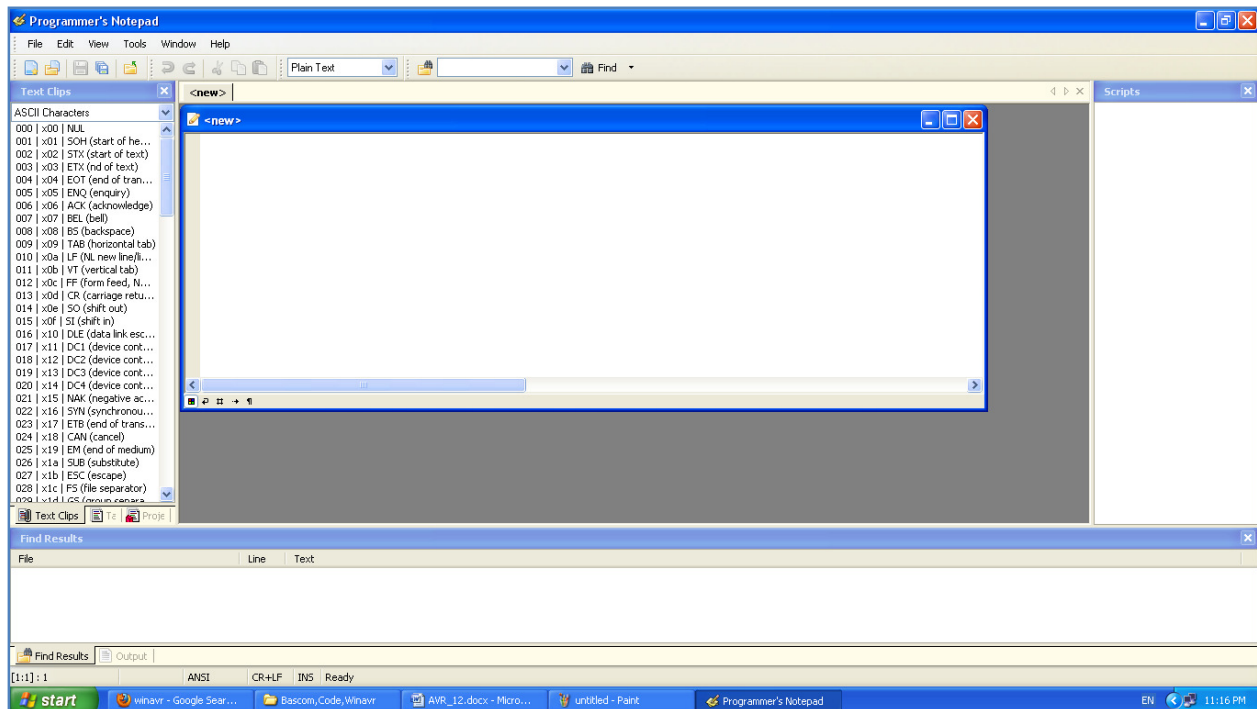 Programmer's Notepad
File Edit View Tools Window Help
Plain Text Find
Text Clips
<new>
Scripts
ASCII Characters
<new>
000 | x00 | NUL
001 | x01 | SOH (start of he...
002 | x02 | STX (start of text)
003 | x03 | ETX (nd of text)
004 | x04 | EOT (end of tran...
005 | x05 | ENQ (enquiry)
006 | x06 | ACK (acknowledge)
007 | x07 | BEL (bell)
008 | x08 | BS (backspace)
009 | x09 | TAB (horizontal tab)
010 | x0a | LF (NL new line/li...
011 | x0b | VT (vertical tab)
012 | x0c | FF (form feed, N...
013 | x0d | CR (carriage retu...
014 | x0e | SO (shift out)
015 | x0f | SI (shift in)
016 | x10 | DLE (data link esc...
017 | x11 | DC1 (device cont...
018 | x12 | DC2 (device cont...
019 | x13 | DC3 (device cont...
020 | x14 | DC4 (device cont...
021 | x15 | NAK (negative ac...
022 | x16 | SYN (synchronou...
023 | x17 | ETB (end of trans...
024 | x18 | CAN (cancel)
025 | x19 | EM (end of medium)
026 | x1a | SUB (substitute)
027 | x1b | ESC (escape)
028 | x1c | FS (file separator)
029 | x1d | GS (group separa...
Text Clips Ta Proje
Find Results
File Line Text
Find Results Output
[1:1] : 1 ANSI CR+LF INS Ready
start winavr - Google Sear... Bascom,Code,Winavr AVR_12.docx - Micro... untitled - Paint Programmer's Notepad EN 11:16 PM